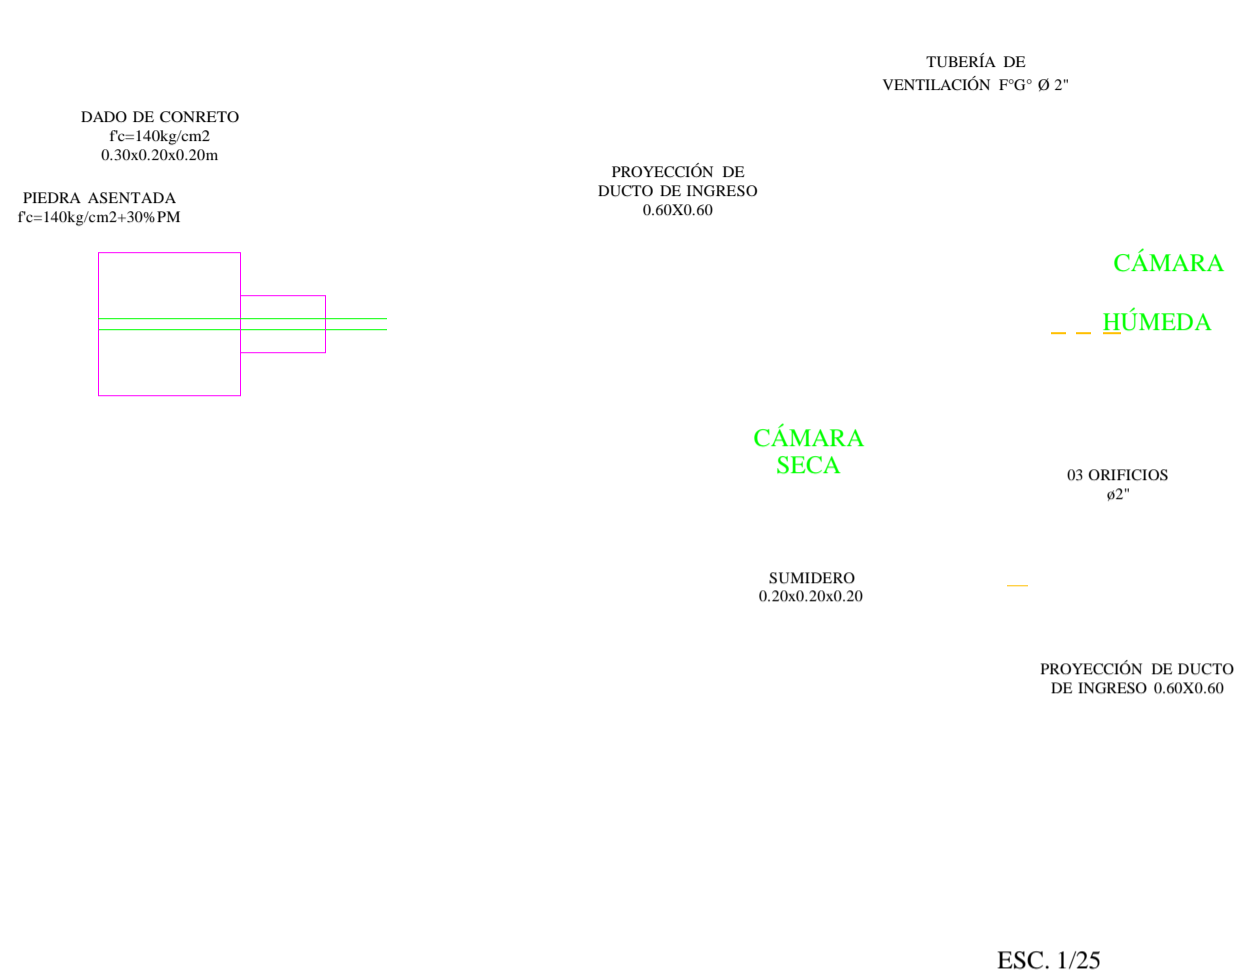 TUBERÍA DE
VENTILACIÓN F°G° Ø 2"
DADO DE CONRETO
f'c=140kg/cm2
0.30x0.20x0.20m
PIEDRA ASENTADA
f'c=140kg/cm2+30%PM
PROYECCIÓN DE
DUCTO DE INGRESO
0.60X0.60
CÁMARA
HÚMEDA
CÁMARA
SECA
03 ORIFICIOS
ø2"
SUMIDERO
0.20x0.20x0.20
PROYECCIÓN DE DUCTO
DE INGRESO 0.60X0.60
ESC. 1/25